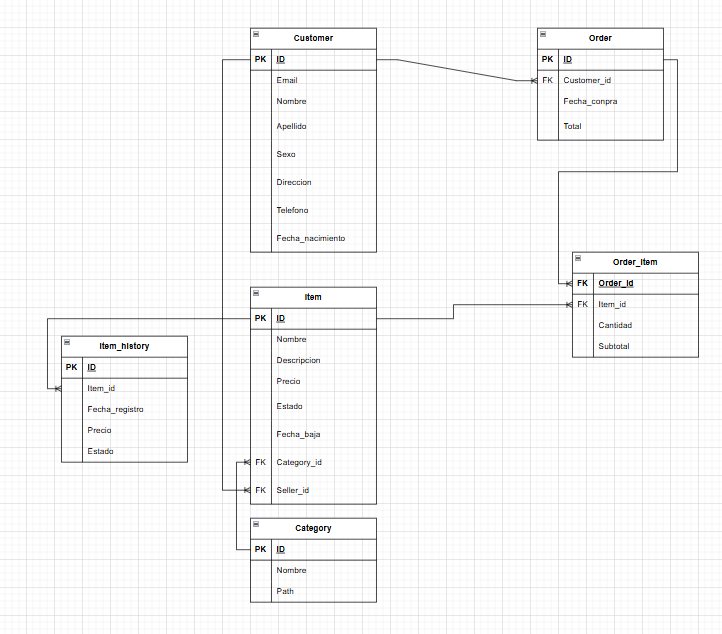 Customer
PK ID
Email
Nombre
Apellido
Sexo
Direccion
Telefono
Fecha_nacimiento
Order
PK ID
FK Customer_id
Fecha_conpra
Total
Order_Item
FK Order_Id
FK Item_id
Cantidad
Subtotal
Item
PK ID
Nombre
Descripcion
Precio
Estado
Fecha_baja
FK Category_id
FK Seller_id
Item_history
PK ID
Item_id
Fecha_registro
Precio
Estado
Category
PK ID
Nombre
Path